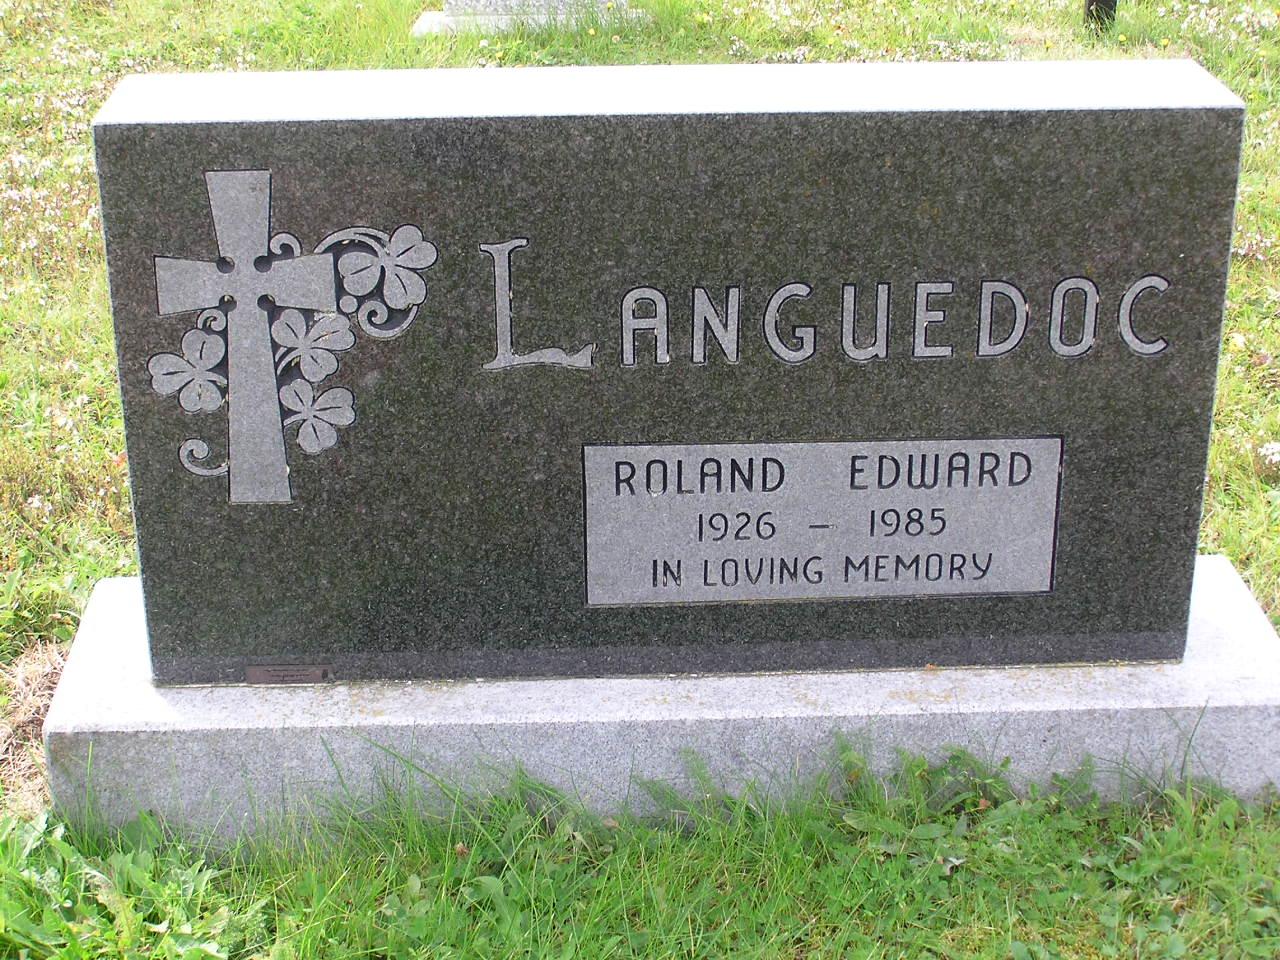 LANGUEDOC
ROLAND EDWARD
1926 – 1985
IN LOVING MEMORY